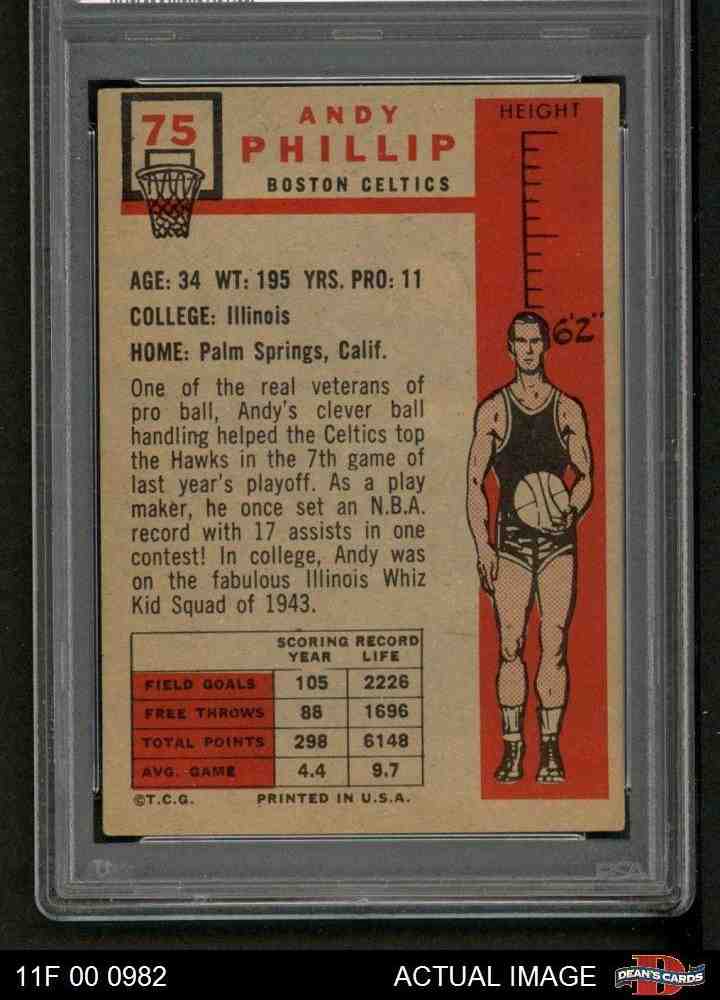 75
ANDY
PHILLIP
BOSTON CELTICS
HEIGHT
6'2"
AGE: 34 WT: 195 YRS. PRO: 11
COLLEGE: Illinois
HOME: Palm Springs, Calif.
One of the real veterans of
pro ball, Andy's clever ball
handling helped the Celtics top
the Hawks in the 7th game of
last year's playoff. As a play
maker, he once set an N.B.A.
record with 17 assists in one
contest! In college, Andy was
on the fabulous Illinois Whiz
Kid Squad of 1943.
SCORING RECORD
YEAR LIFE
FIELD GOALS 105 2226
FREE THROWS 88 1696
TOTAL POINTS 298 6148
AVG. GAME 4.4 9.7
©T.C.G. PRINTED IN U.S.A.
PSA
11F 00 0982 ACTUAL IMAGE DEAN'S CARDS